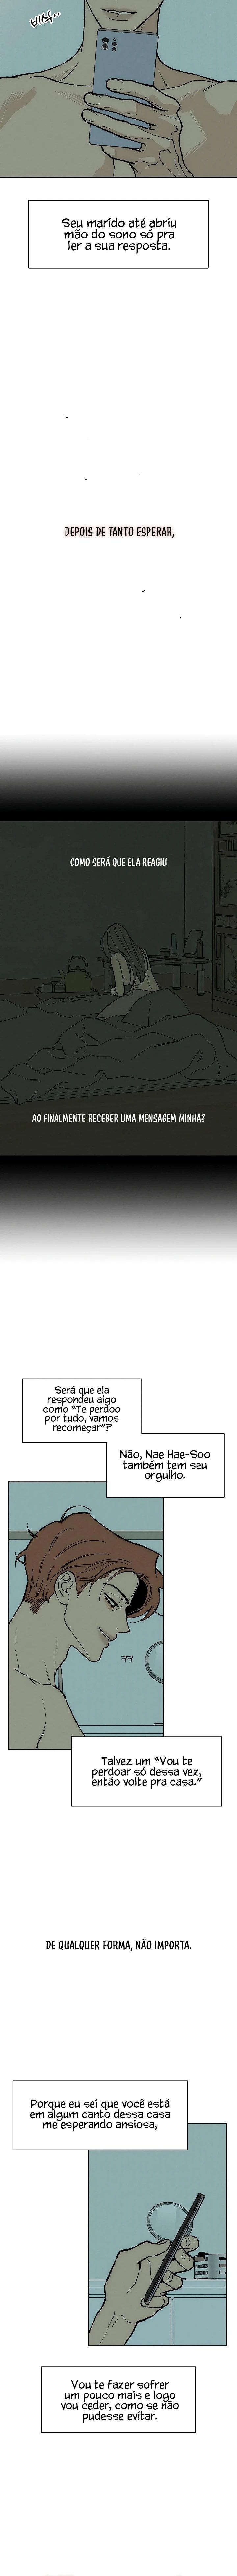 비식..
Seu marido até abriu
mão do sono só pra
ler a sua resposta.
DEPOIS DE TANTO ESPERAR,
COMO SERÁ QUE ELA REAGIU
AO FINALMENTE RECEBER UMA MENSAGEM MINHA?
Será que ela
respondeu algo
como “Te perdoo
por tudo, vamos
recomeçar”?
Não, Nae Hae-Soo
também tem seu
orgulho.
ㅋㅋ
Talvez um “Vou te
perdoar só dessa vez,
então volte pra casa.”
DE QUALQUER FORMA, NÃO IMPORTA.
Porque eu sei que você está
em algum canto dessa casa
me esperando ansiosa,
Vou te fazer sofrer
um pouco mais e logo
vou ceder, como se não
pudesse evitar.